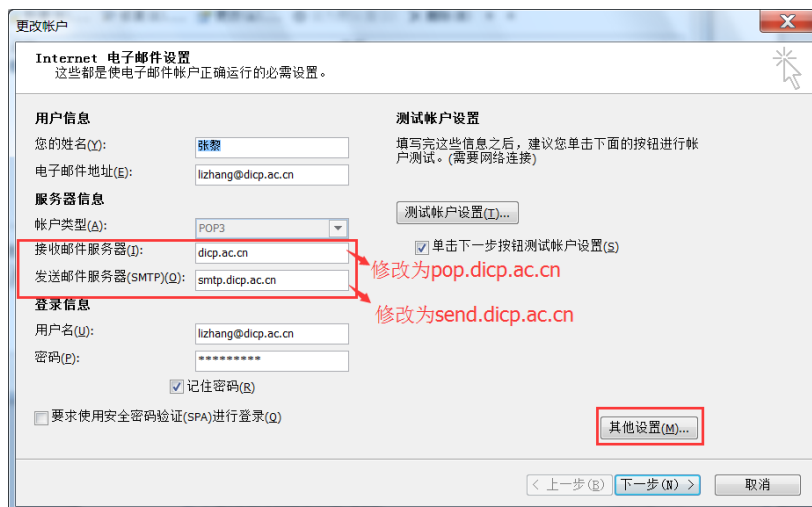 更改帐户
Internet 电子邮件设置
这些都是使电子邮件帐户正确运行的必需设置。
用户信息
您的姓名(Y):
张黎
电子邮件地址(E):
lizhang@dicp.ac.cn
服务器信息
帐户类型(A):
POP3
接收邮件服务器(I):
dicp.ac.cn
修改为pop.dicp.ac.cn
发送邮件服务器(SMTP)(O):
smtp.dicp.ac.cn
修改为send.dicp.ac.cn
登录信息
用户名(U):
lizhang@dicp.ac.cn
密码(P):
*********
记住密码(R)
要求使用安全密码验证(SPA)进行登录(Q)
测试帐户设置
填写完这些信息之后，建议您单击下面的按钮进行帐
户测试。(需要网络连接)
测试帐户设置(T)...
单击下一步按钮测试帐户设置(S)
其他设置(M)...
< 上一步(B)
下一步(N) >
取消